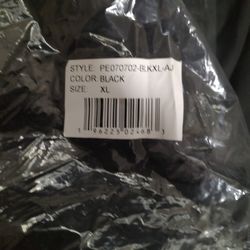 STYLE: PE070702-BLKXL-AJ
COLOR: BLACK
SIZE: XL